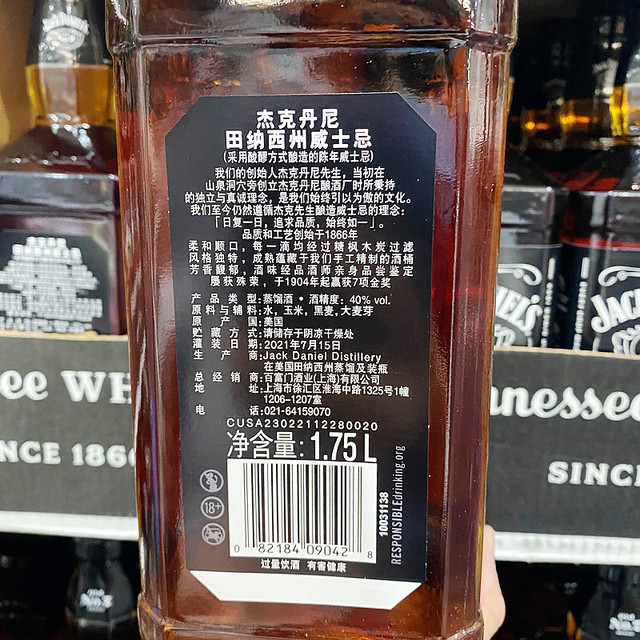 杰克丹尼
田纳西州威士忌
(采用酸醪方式酿造的陈年威士忌)
我们的创始人杰克丹尼先生，当初在
山泉洞穴旁创立杰克丹尼酿酒厂时所秉持
的独立与真诚理念，是我们始终引以为傲的文化。
我们至今仍然遵循杰克先生酿造威士忌的理念：
「日复一日，追求品质，始终如一」。
品质和工艺创始于1866年
柔和顺口，每一滴均经过糖枫木炭过滤
风格独特，成熟蕴藏于我们手工精制的酒桶
芳香馥郁，酒味经品酒师亲身品尝鉴定
屡获殊荣，于1904年起赢获7项金奖
产品类型:蒸馏酒 • 酒精度: 40% vol.
原料与辅料:水, 玉米, 黑麦, 大麦芽
原产国:美国
贮藏方式:请储存于阴凉干燥处
灌装日期:2021年7月15日
生产商:Jack Daniel Distillery
在美国田纳西州蒸馏及装瓶
总经销商:百富门酒业(上海)有限公司
地址:上海市徐汇区淮海中路1325号1幢
1206-1207室
电话:021-64159070
CUSA23022112280020
净含量: 1.75 L
18+
0 82184 09042 8
10031138
RESPONSIBLEdrinking.org
过量饮酒 有害健康
ee WH
NCE 1866
nnessee
SINC
JACK